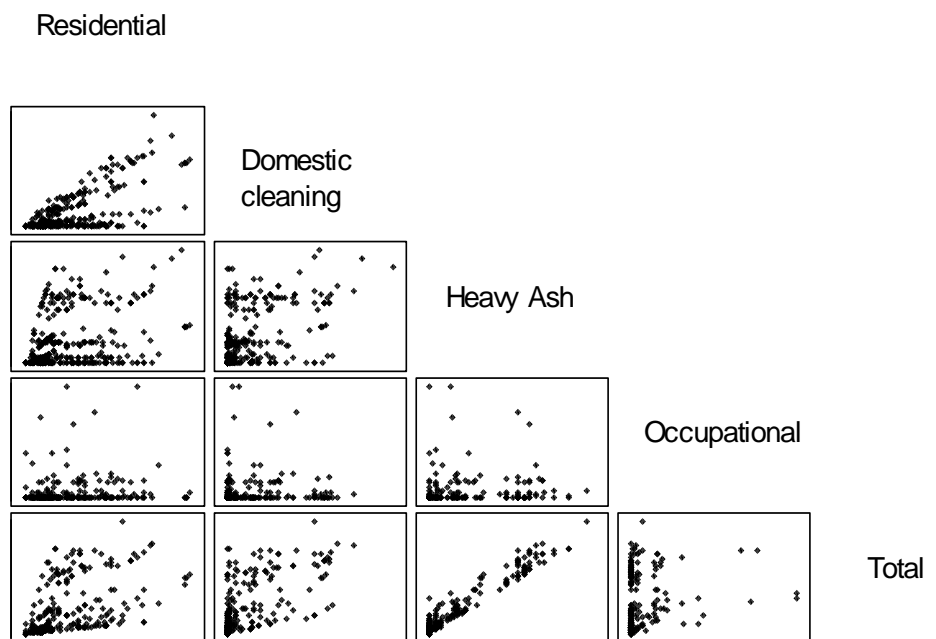 Residential
Domestic
cleaning
Heavy Ash
Occupational
Total